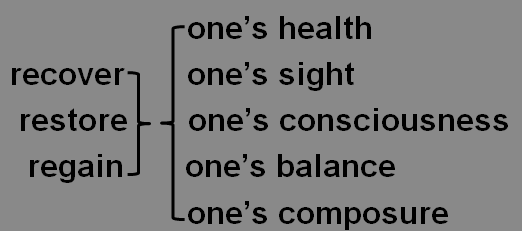 one's health
recover one's sight
restore one's consciousness
regain one's balance
one's composure